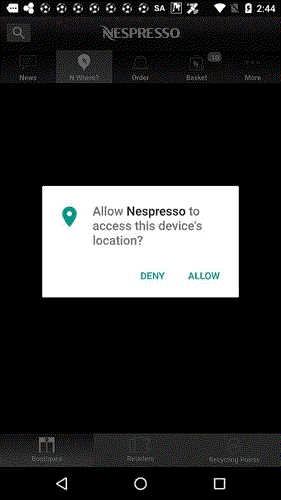 SA 2:44
NESPRESSO
News N Where? Order Basket 10 More
Allow Nespresso to
access this device's
location?
DENY ALLOW
Boutiques Retailers Recycling Points